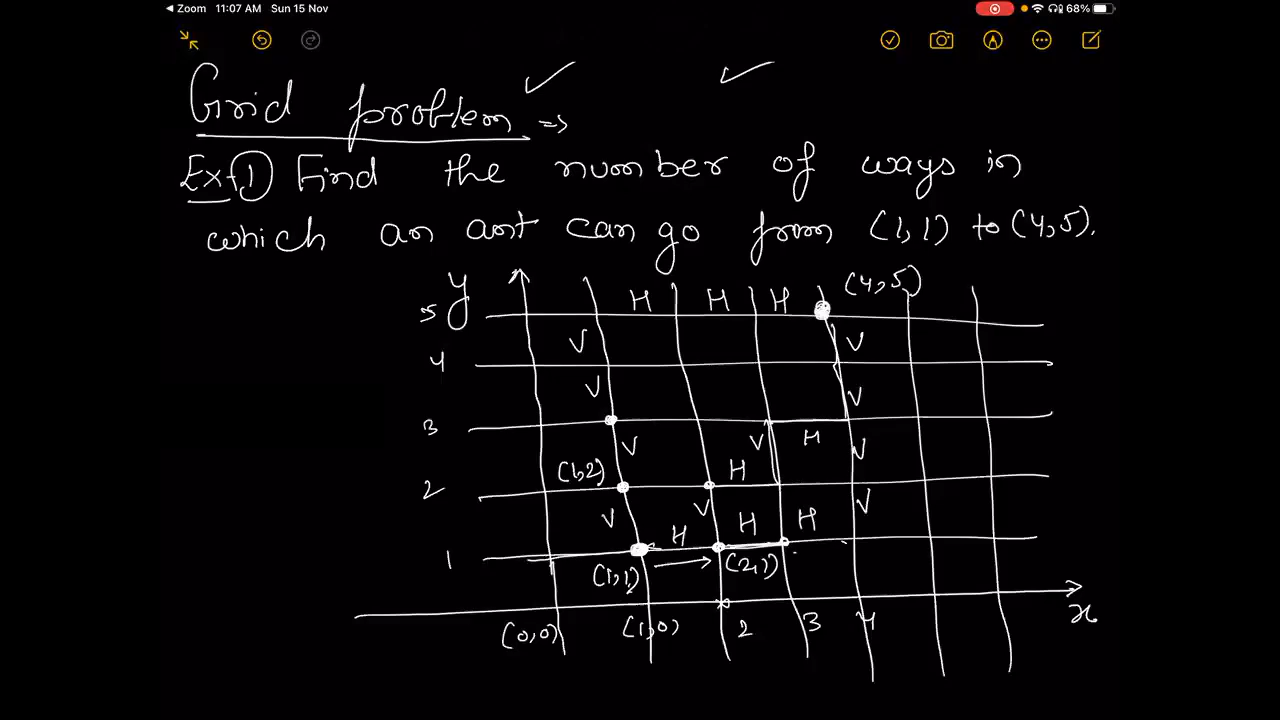 ◀ Zoom 11:07 AM Sun 15 Nov 68%
Grid problem ⇒
Ex(1) Find the number of ways in
which an ant can go from (1,1) to (4,5).
y (4,5)
5 H H H
V V
4
V V
3
V V H V
(1,2) H
2
V V H H V
H
1
(1,1) (2,1)
x
(0,0) (1,0) 2 3 4